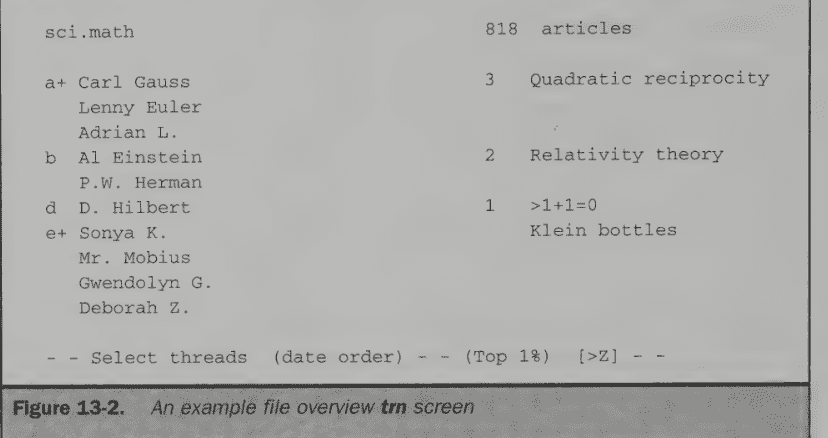 sci.math 818 articles
a+ Carl Gauss 3 Quadratic reciprocity
Lenny Euler
Adrian L.
b Al Einstein 2 Relativity theory
P.W. Herman
d D. Hilbert 1 >1+1=0
e+ Sonya K. Klein bottles
Mr. Mobius
Gwendolyn G.
Deborah Z.
- - Select threads (date order) - - (Top 1%) [>Z] - -
Figure 13-2. An example file overview trn screen